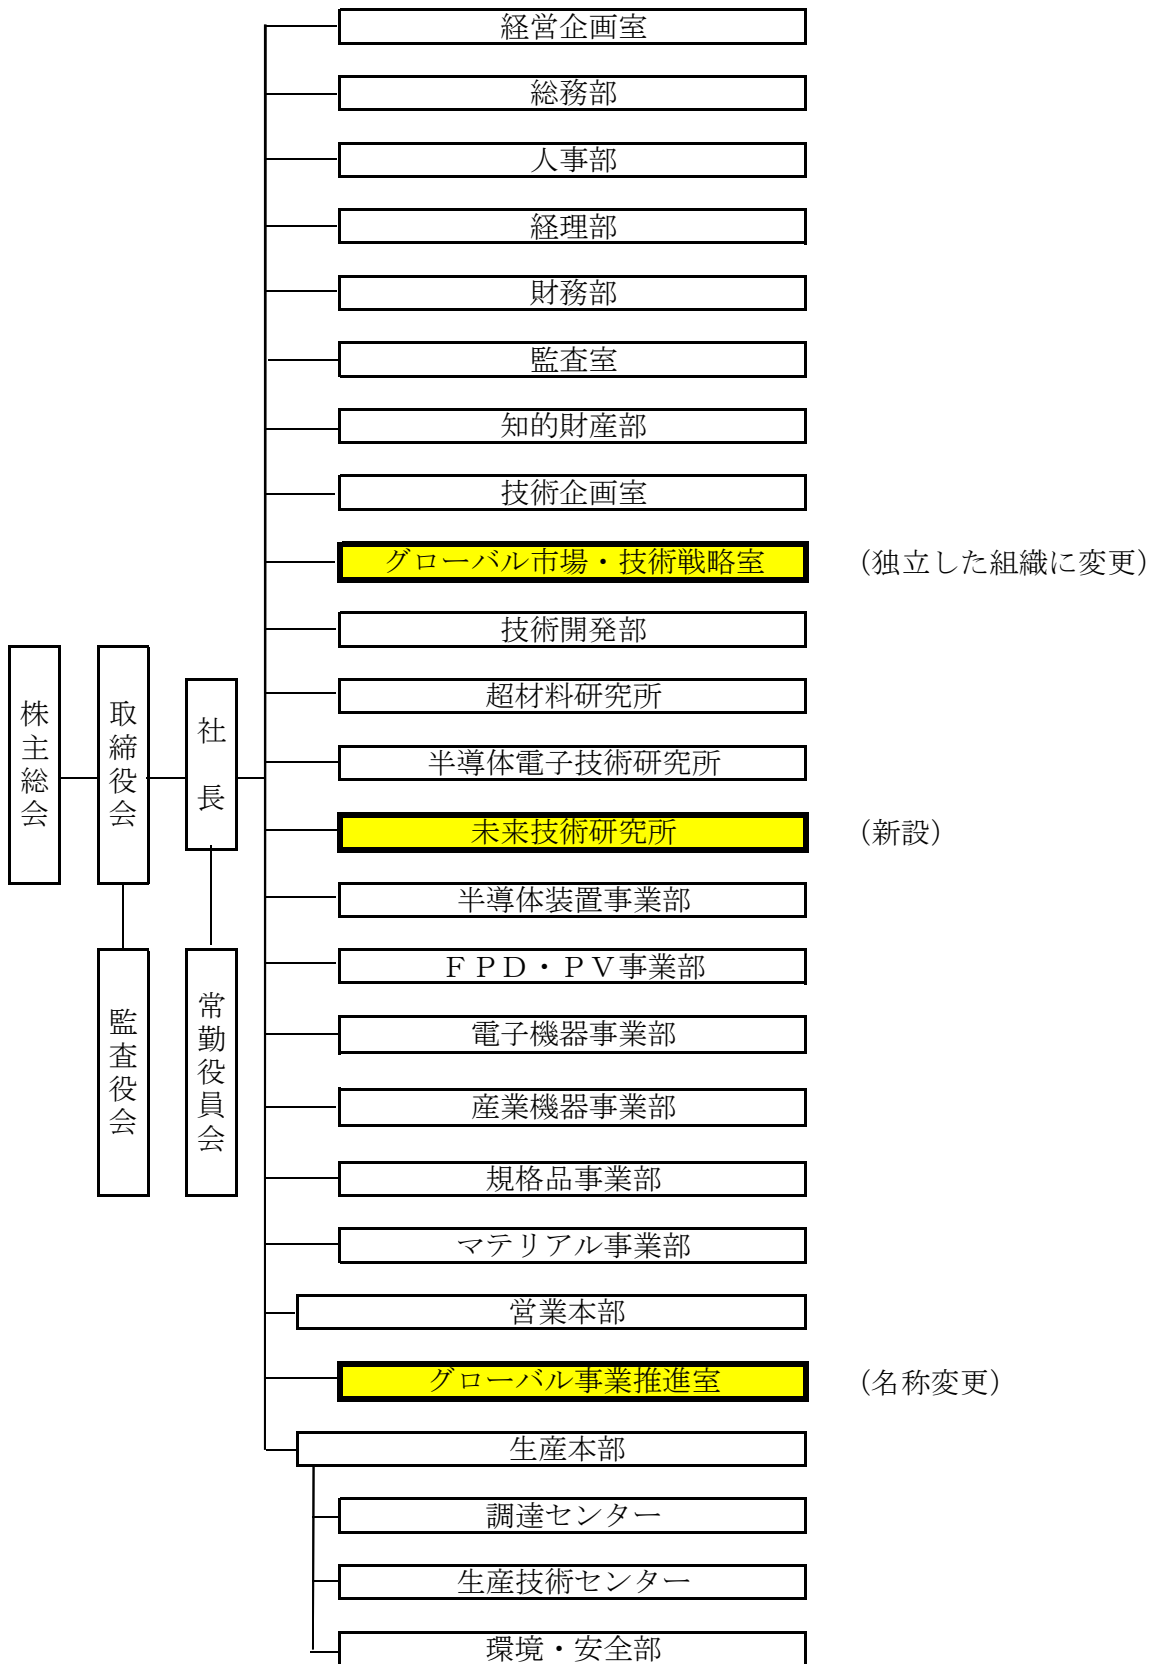 経営企画室
総務部
人事部
経理部
財務部
監査室
知的財産部
技術企画室
グローバル市場・技術戦略室 （独立した組織に変更）
技術開発部
超材料研究所
半導体電子技術研究所
未来技術研究所 （新設）
半導体装置事業部
ＦＰＤ・ＰＶ事業部
電子機器事業部
産業機器事業部
規格品事業部
マテリアル事業部
営業本部
グローバル事業推進室 （名称変更）
生産本部
調達センター
生産技術センター
環境・安全部
株主総会
取締役会
社長
監査役会
常勤役員会